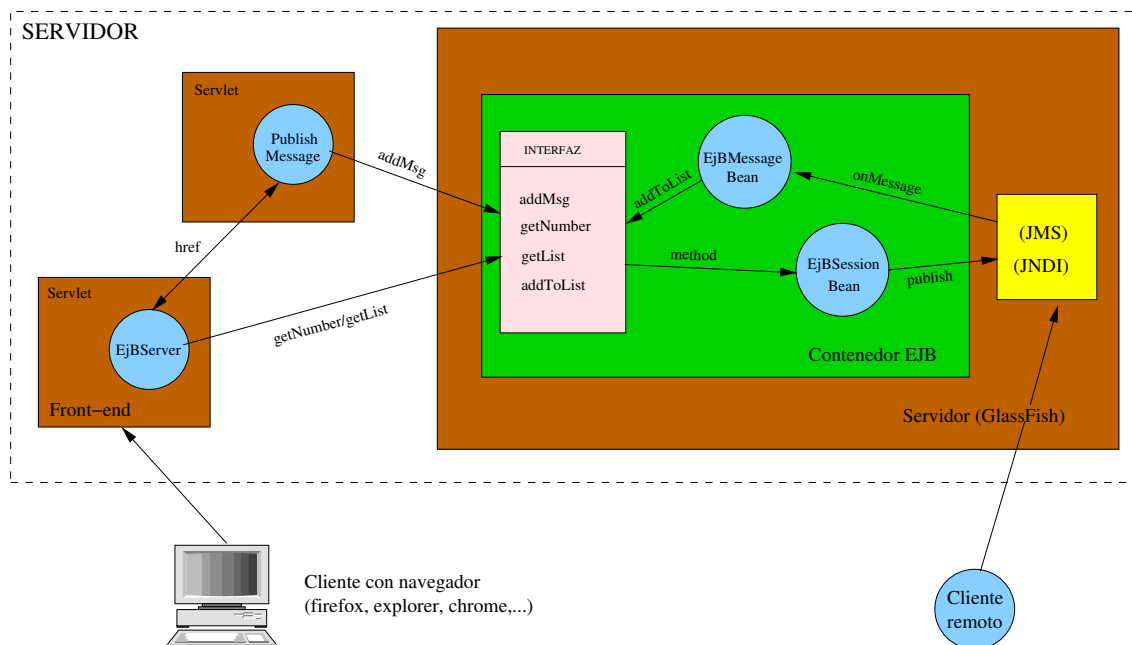 SERVIDOR
Servlet
Publish
Message
addMsg
href
Servlet
EjBServer
Front-end
getNumber/getList
INTERFAZ
addMsg
getNumber
getList
addToList
addToList
EjBMessage
Bean
onMessage
method
EjBSession
Bean
publish
(JMS)
(JNDI)
Contenedor EJB
Servidor (GlassFish)
Cliente con navegador
(firefox, explorer, chrome,...)
Cliente
remoto